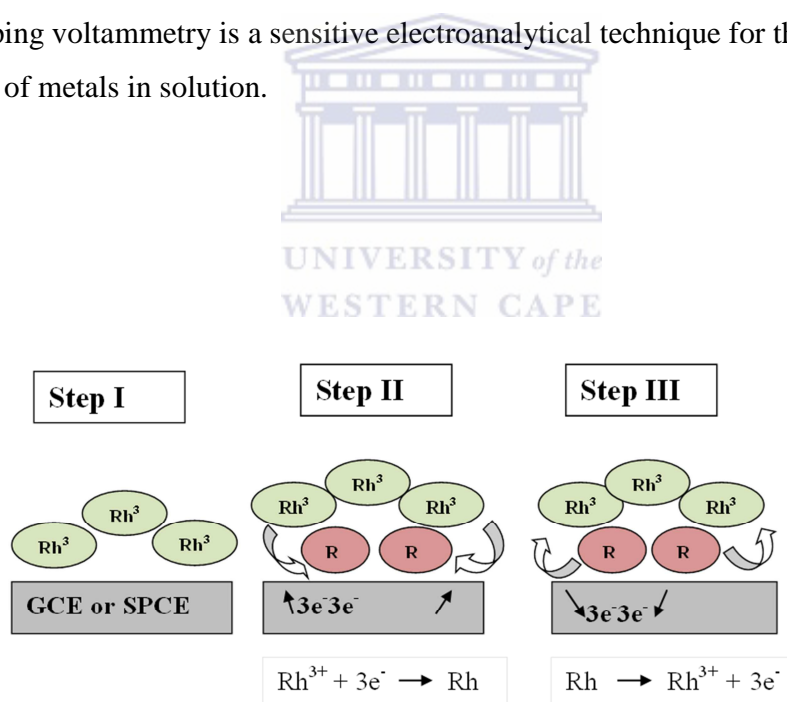 ping voltammetry is a sensitive electroanalytical technique for th
of metals in solution.
UNIVERSITY of the
WESTERN CAPE
Step I
Step II
Step III
Rh³
Rh³
Rh³
GCE or SPCE
Rh³
Rh³
Rh³
R
R
3e⁻3e⁻
Rh³⁺ + 3e⁻ → Rh
Rh³
Rh³
Rh³
R
R
3e⁻3e⁻
Rh → Rh³⁺ + 3e⁻